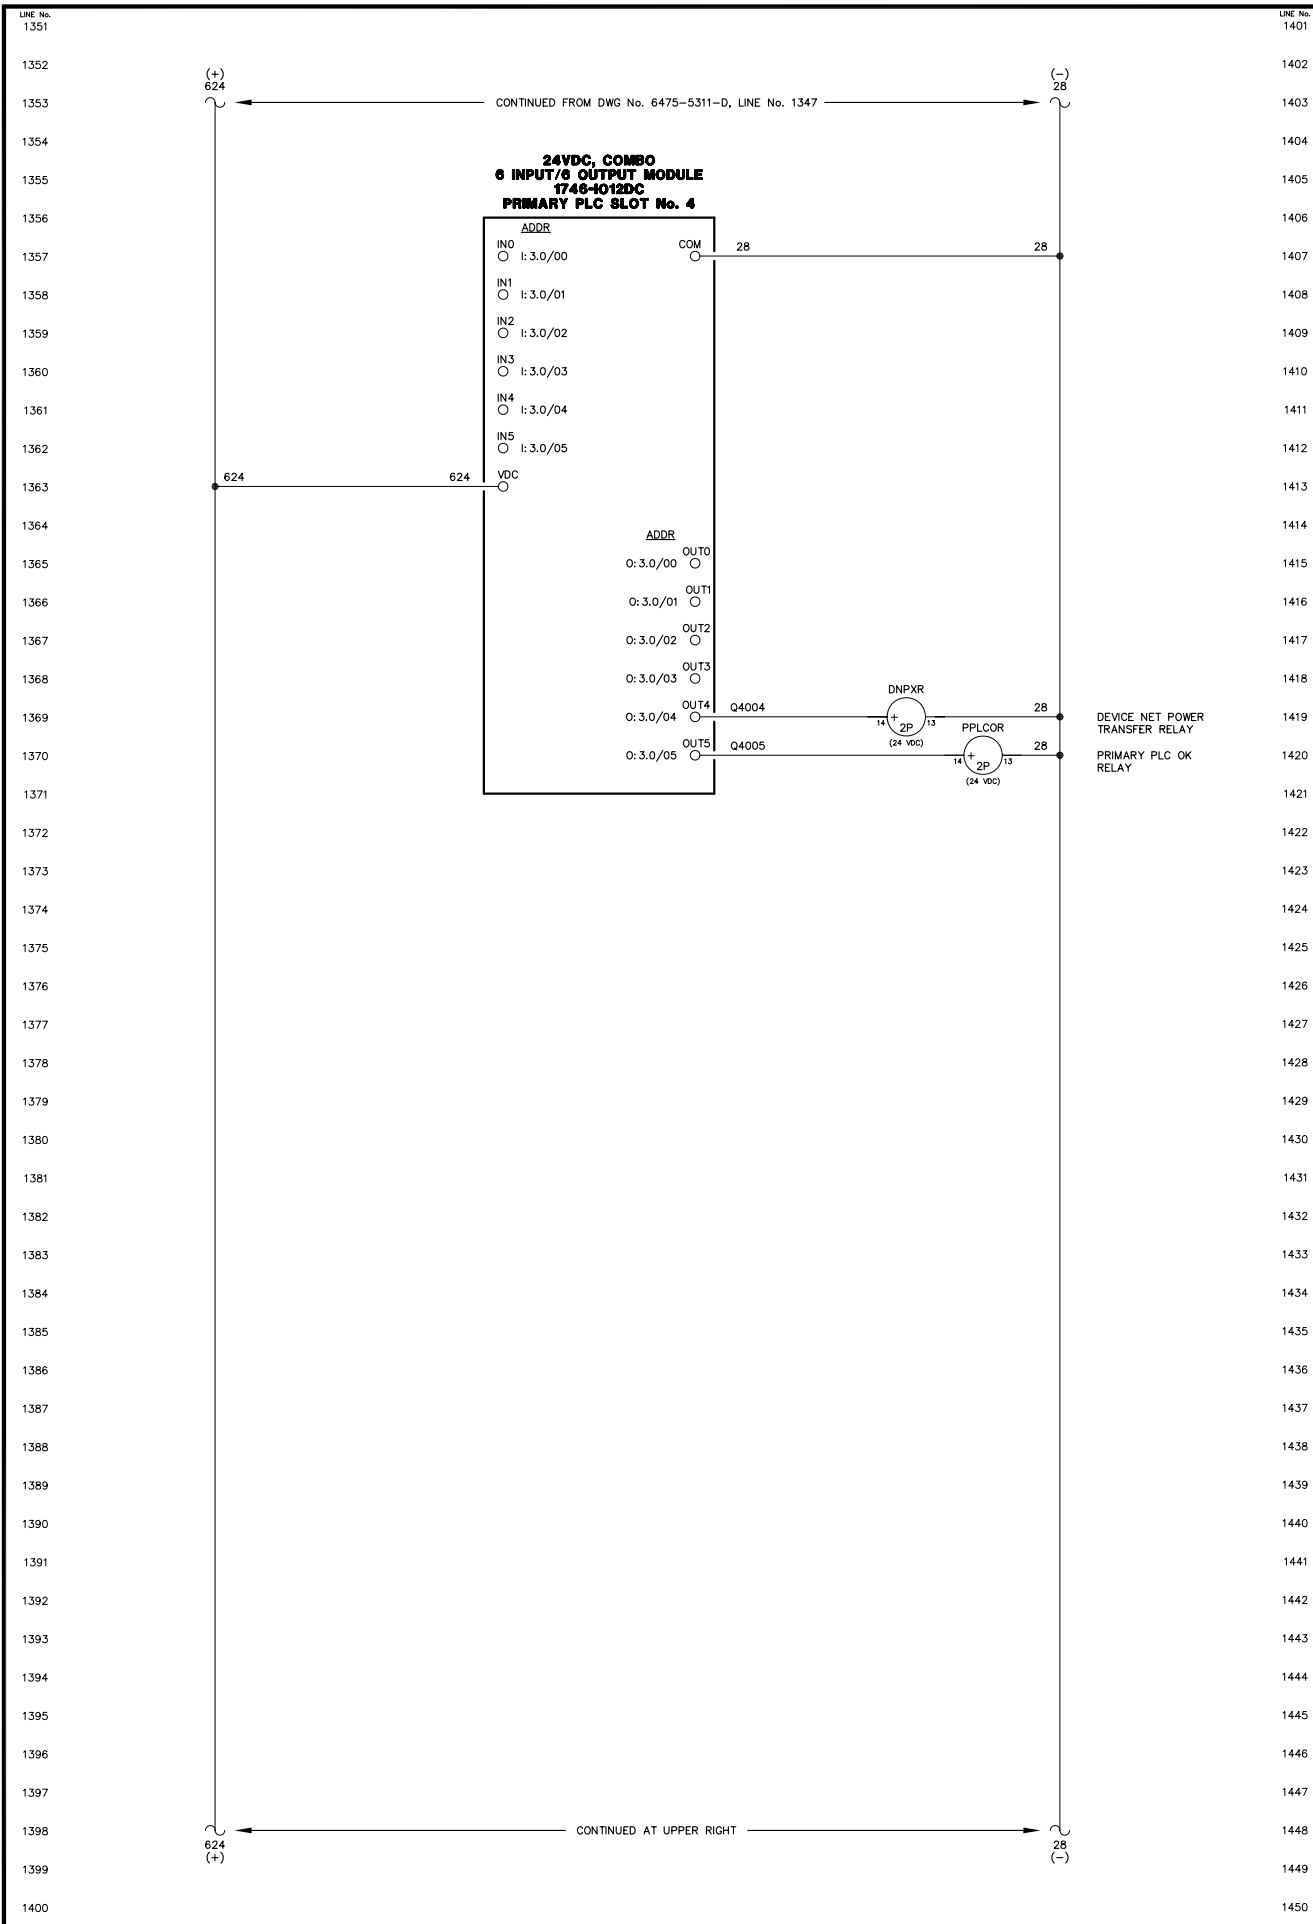 LINE No.
LINE No.
1351
1401
1352
1402
(+)
(-)
624
28
1353
CONTINUED FROM DWG No. 6475-5311-D, LINE No. 1347
1403
1354
1404
24VDC, COMBO
1355
6 INPUT/6 OUTPUT MODULE
1405
1746-IO12DC
PRIMARY PLC SLOT No. 4
1356
1406
ADDR
IN0
COM
28
28
1357
I: 3.0/00
1407
IN1
1358
I: 3.0/01
1408
IN2
1359
I: 3.0/02
1409
IN3
1360
I: 3.0/03
1410
IN4
1361
I: 3.0/04
1411
IN5
1362
I: 3.0/05
1412
624
624
VDC
1363
1413
1364
1414
ADDR
OUT0
1365
O: 3.0/00
1415
OUT1
1366
O: 3.0/01
1416
OUT2
1367
O: 3.0/02
1417
OUT3
1368
O: 3.0/03
1418
DNPXR
OUT4
Q4004
28
1369
O: 3.0/04
14
+
2P
13
DEVICE NET POWER
TRANSFER RELAY
1419
(24 VDC)
PPLCOR
OUT5
Q4005
28
1370
O: 3.0/05
14
+
2P
13
PRIMARY PLC OK
RELAY
1420
(24 VDC)
1371
1421
1372
1422
1373
1423
1374
1424
1375
1425
1376
1426
1377
1427
1378
1428
1379
1429
1380
1430
1381
1431
1382
1432
1383
1433
1384
1434
1385
1435
1386
1436
1387
1437
1388
1438
1389
1439
1390
1440
1391
1441
1392
1442
1393
1443
1394
1444
1395
1445
1396
1446
1397
1447
1398
CONTINUED AT UPPER RIGHT
1448
624
28
(+)
(-)
1399
1449
1400
1450